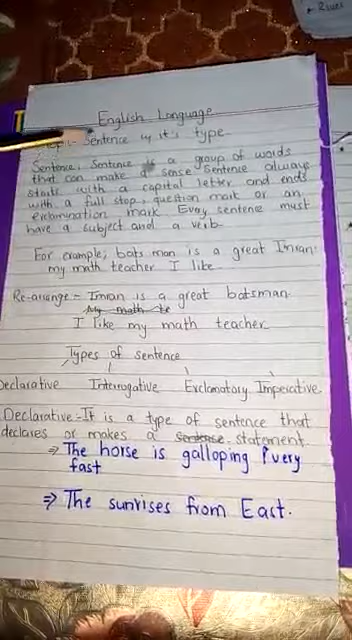 English Language
Sentence & it's type
Sentence: Sentence is a group of words
that can make a sense Sentence always
starts with a capital letter and ends
with a full stop, question mark or an
exclamation mark Every sentence must
have a subject and a verb
For example; bats man is a great Imran.
my math teacher I like
Re-arrange = Imran is a great batsman
I like my math teacher
Types of sentence
Declarative Interrogative Exclamatory Imperative
Declarative:- It is a type of sentence that
declares or makes a statement
⇒ The horse is galloping very
fast
⇒ The sunrises from East.